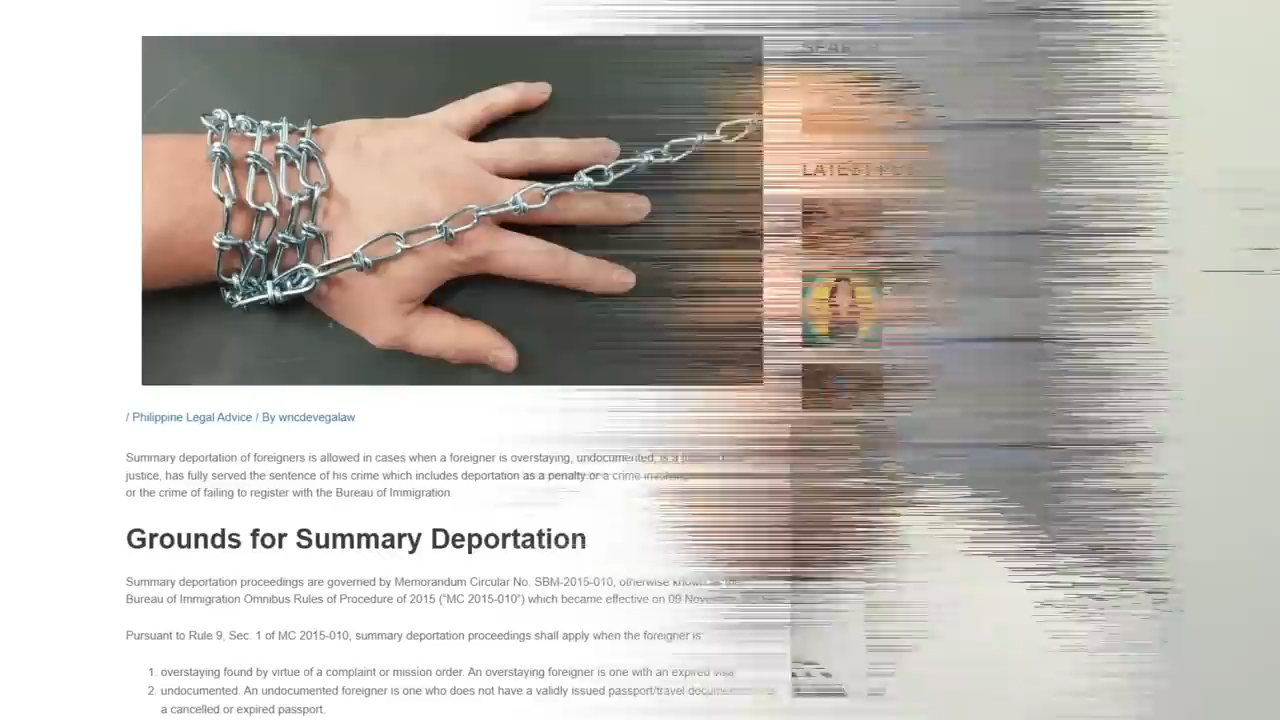 SEARCH
LATEST
/ Philippine Legal Advice / By wncdevegalaw
Summary deportation of foreigners is allowed in cases when a foreigner is overstaying, undocumented, is a
justice, has fully served the sentence of his crime which includes deportation as a penalty or a crime
or the crime of failing to register with the Bureau of Immigration
Grounds for Summary Deportation
Summary deportation proceedings are governed by Memorandum Circular No. SBM-2015-010, otherwise known as the
Bureau of Immigration Omnibus Rules of Procedure of 2015 ("MC 2015-010") which became effective on 09
Pursuant to Rule 9, Sec. 1 of MC 2015-010, summary deportation proceedings shall apply when the foreigner is:
1. overstaying found by virtue of a complaint or mission order. An overstaying foreigner is one with an expired visa
2. undocumented. An undocumented foreigner is one who does not have a validly issued passport/travel
a cancelled or expired passport.